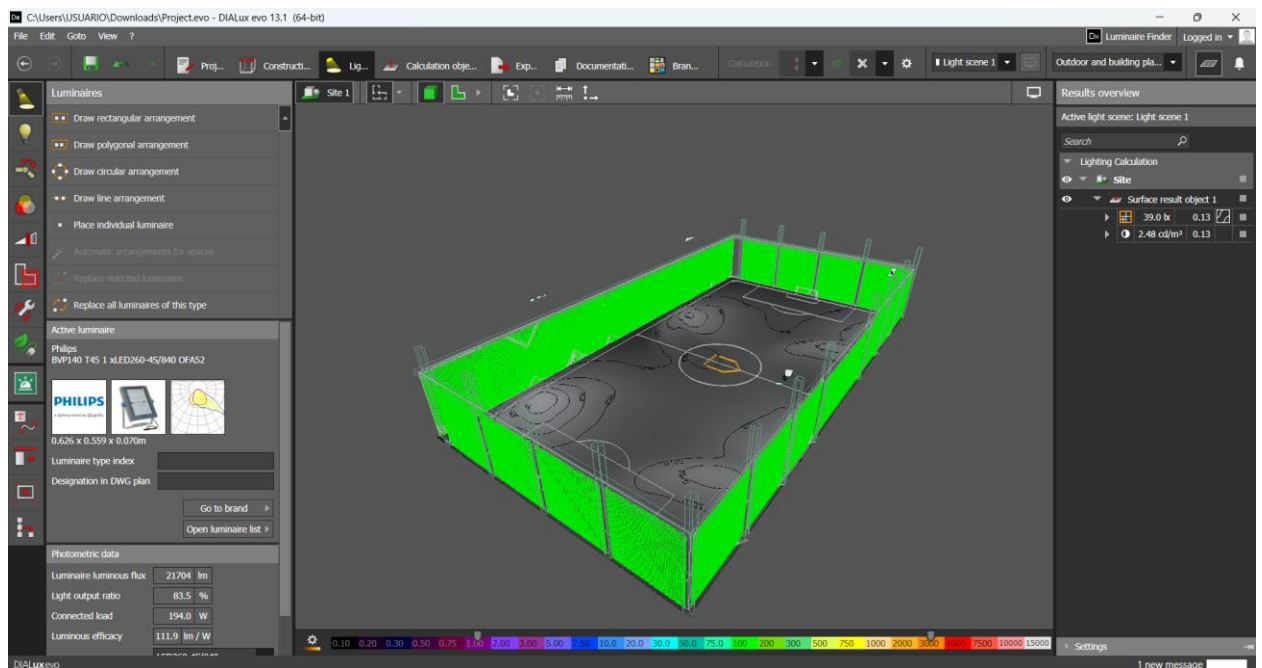 C:\Users\USUARIO\Downloads\Project.evo - DIALux evo 13.1 (64-bit)
File Edit Goto View ?
Luminaire Finder Logged in
Proj... Constructi... Lig... Calculation obje... Exp... Documentati... Bran... Calculation Light scene 1 Outdoor and building pla...
Luminaires
Site 1
Results overview
Draw rectangular arrangement
Draw polygonal arrangement
Draw circular arrangement
Draw line arrangement
Place individual luminaire
Automatic arrangements for spaces
Replace selected luminaires
Replace all luminaires of this type
Active luminaire
Philips
BVP140 T45 1 xLED260-4S/840 OFA52
PHILIPS
0.626 x 0.559 x 0.070m
Luminaire type index
Designation in DWG plan
Go to brand
Open luminaire list
Photometric data
Luminaire luminous flux 21704 lm
Light output ratio 83.5 %
Connected load 194.0 W
Luminous efficacy 111.9 lm / W
Active light scene: Light scene 1
Search
Lighting Calculation
Site
Surface result object 1
39.0 lx 0.13
2.48 cd/m² 0.13
0.10 0.20 0.30 0.50 0.75 1.00 2.00 3.00 5.00 7.50 10.0 20.0 30.0 50.0 75.0 100 200 300 500 750 1000 2000 3000 5000 7500 10000 15000
Settings
DIALux evo
1 new message